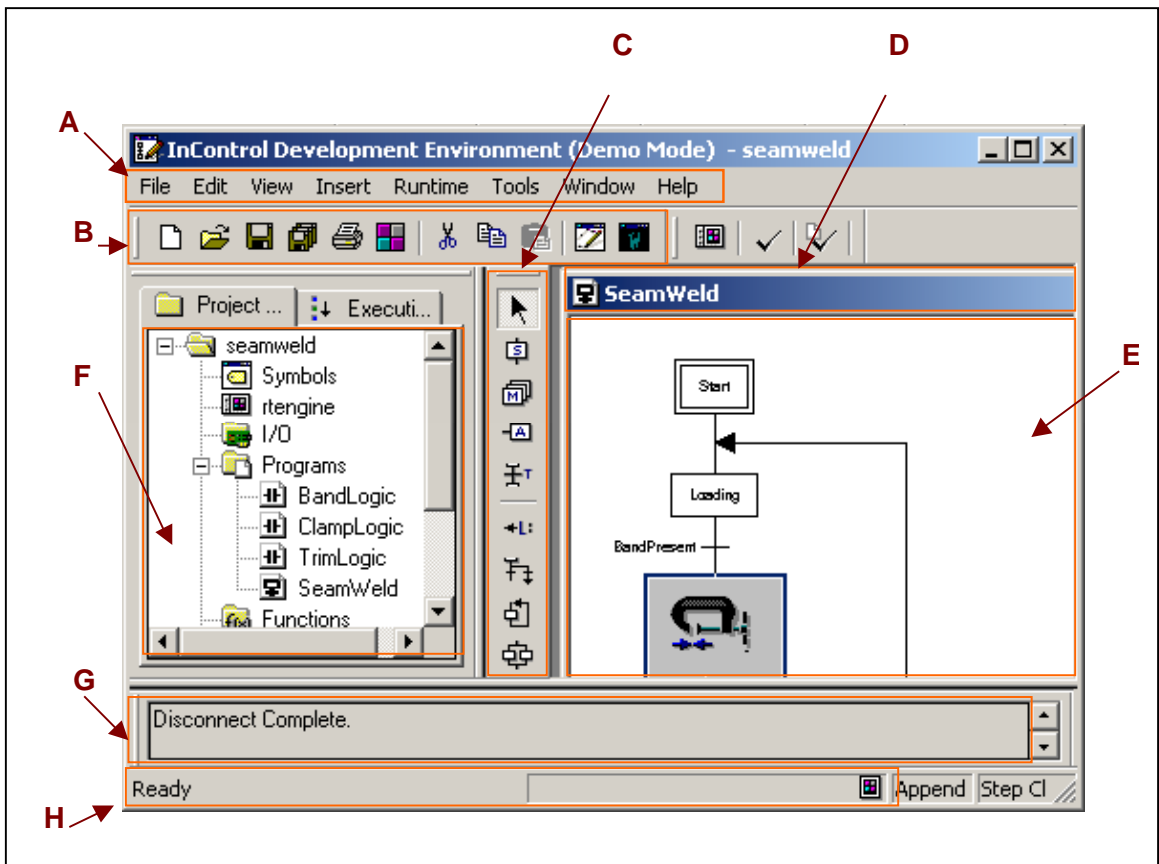 C D
A
InControl Development Environment (Demo Mode) - seamweld
File Edit View Insert Runtime Tools Window Help
B
Project ... Executi...
SeamWeld
seamweld
Symbols
rtengine
I/O
Programs
BandLogic
ClampLogic
TrimLogic
SeamWeld
f(x) Functions
F
S
M
A
T
L:
Start
Loading
BandPresent
E
G
Disconnect Complete.
Ready Append Step Cl
H